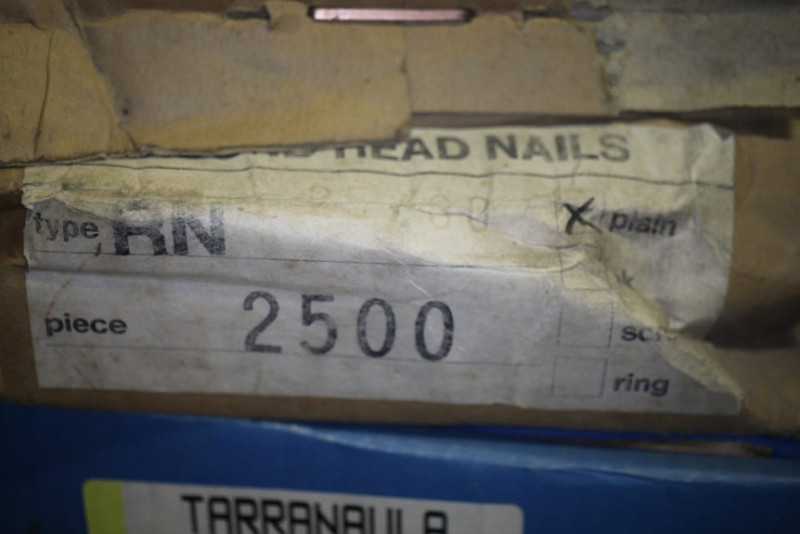 HEAD NAILS
type RN
plain
piece 2500
ring
TARRANAULA